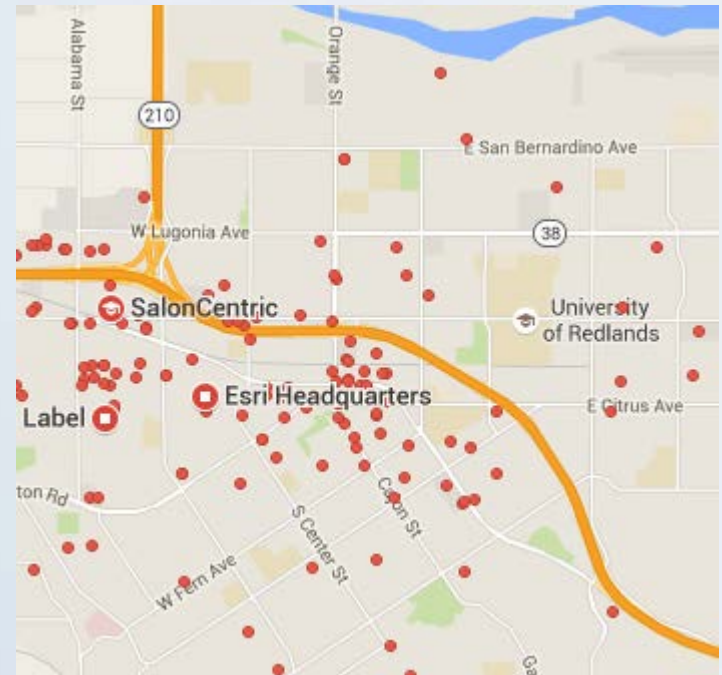 Alabama St
Orange St
210
E San Bernardino Ave
W Lugonia Ave
38
SalonCentric
University
of Redlands
Esri Headquarters
Label
E Citrus Ave
ton Rd
Cajon St
S Center St
W Fern Ave
Ga